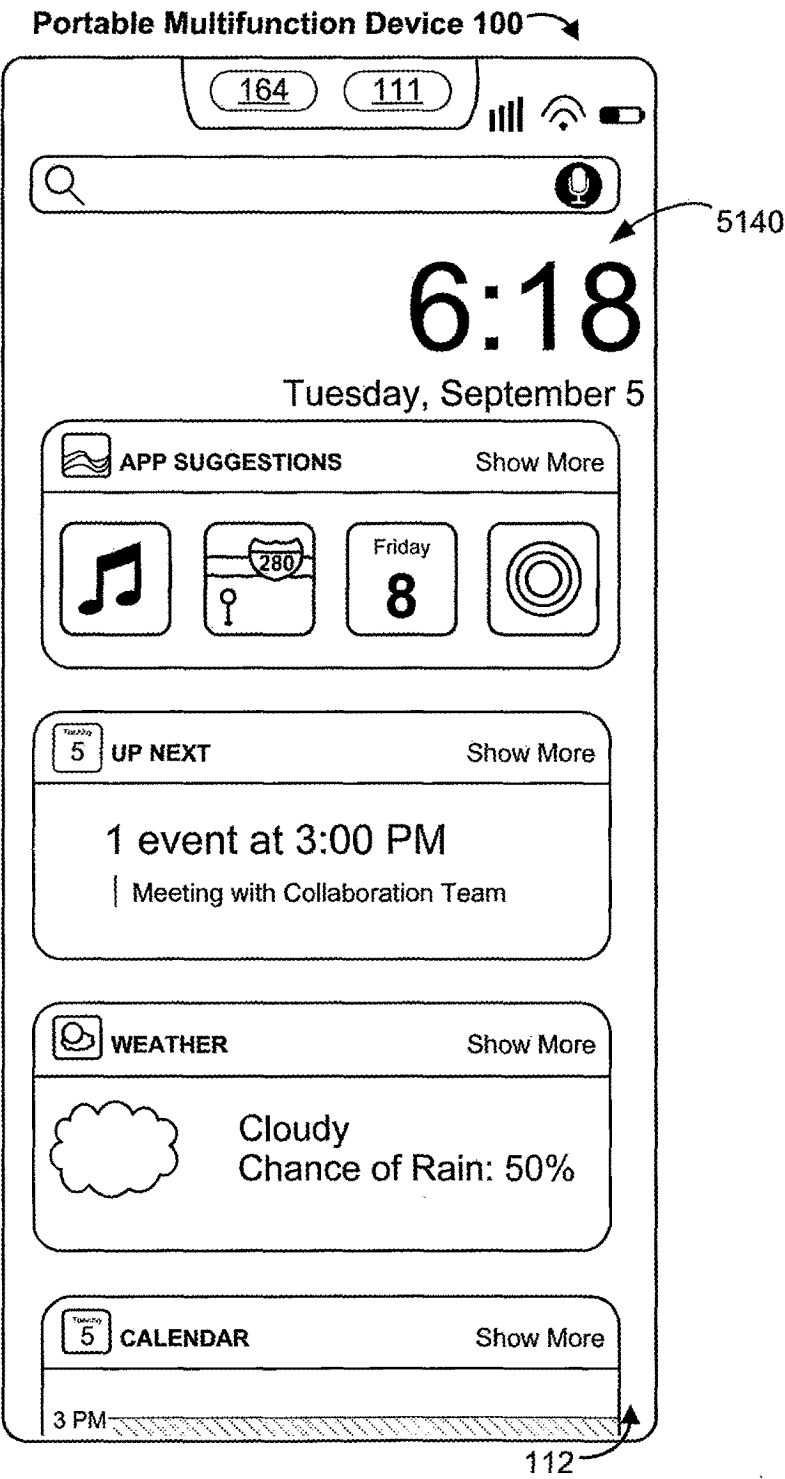 Portable Multifunction Device 100
164 111
5140
6:18
Tuesday, September 5
APP SUGGESTIONS Show More
280
Friday
8
Tuesday
5 UP NEXT Show More
1 event at 3:00 PM
Meeting with Collaboration Team
WEATHER Show More
Cloudy
Chance of Rain: 50%
Tuesday
5 CALENDAR Show More
3 PM
112